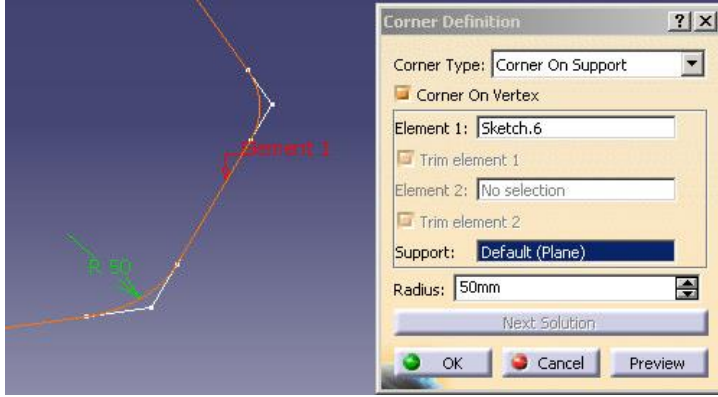 Element 1
R 50
Corner Definition
Corner Type: Corner On Support
Corner On Vertex
Element 1: Sketch.6
Trim element 1
Element 2: No selection
Trim element 2
Support: Default (Plane)
Radius: 50mm
Next Solution
OK Cancel Preview